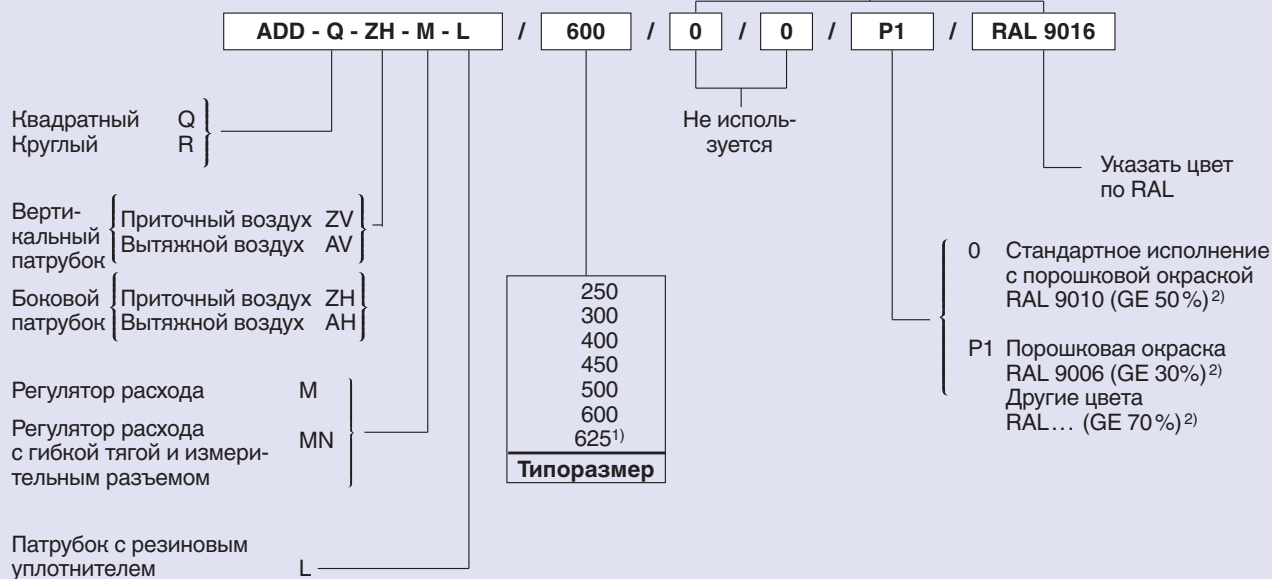 ADD - Q - ZH - M - L / 600 / 0 / 0 / P1 / RAL 9016
Квадратный Q
Круглый R
Верти-
кальный
патрубок
Приточный воздух ZV
Вытяжной воздух AV
Боковой
патрубок
Приточный воздух ZH
Вытяжной воздух AH
Регулятор расхода M
Регулятор расхода
с гибкой тягой и измери-
тельным разъемом
MN
Патрубок с резиновым
уплотнителем L
250
300
400
450
500
600
625¹⁾
Типоразмер
Не исполь-
зуется
Указать цвет
по RAL
0 Стандартное исполнение
с порошковой окраской
RAL 9010 (GE 50%)²⁾
P1 Порошковая окраска
RAL 9006 (GE 30%)²⁾
Другие цвета
RAL... (GE 70%)²⁾